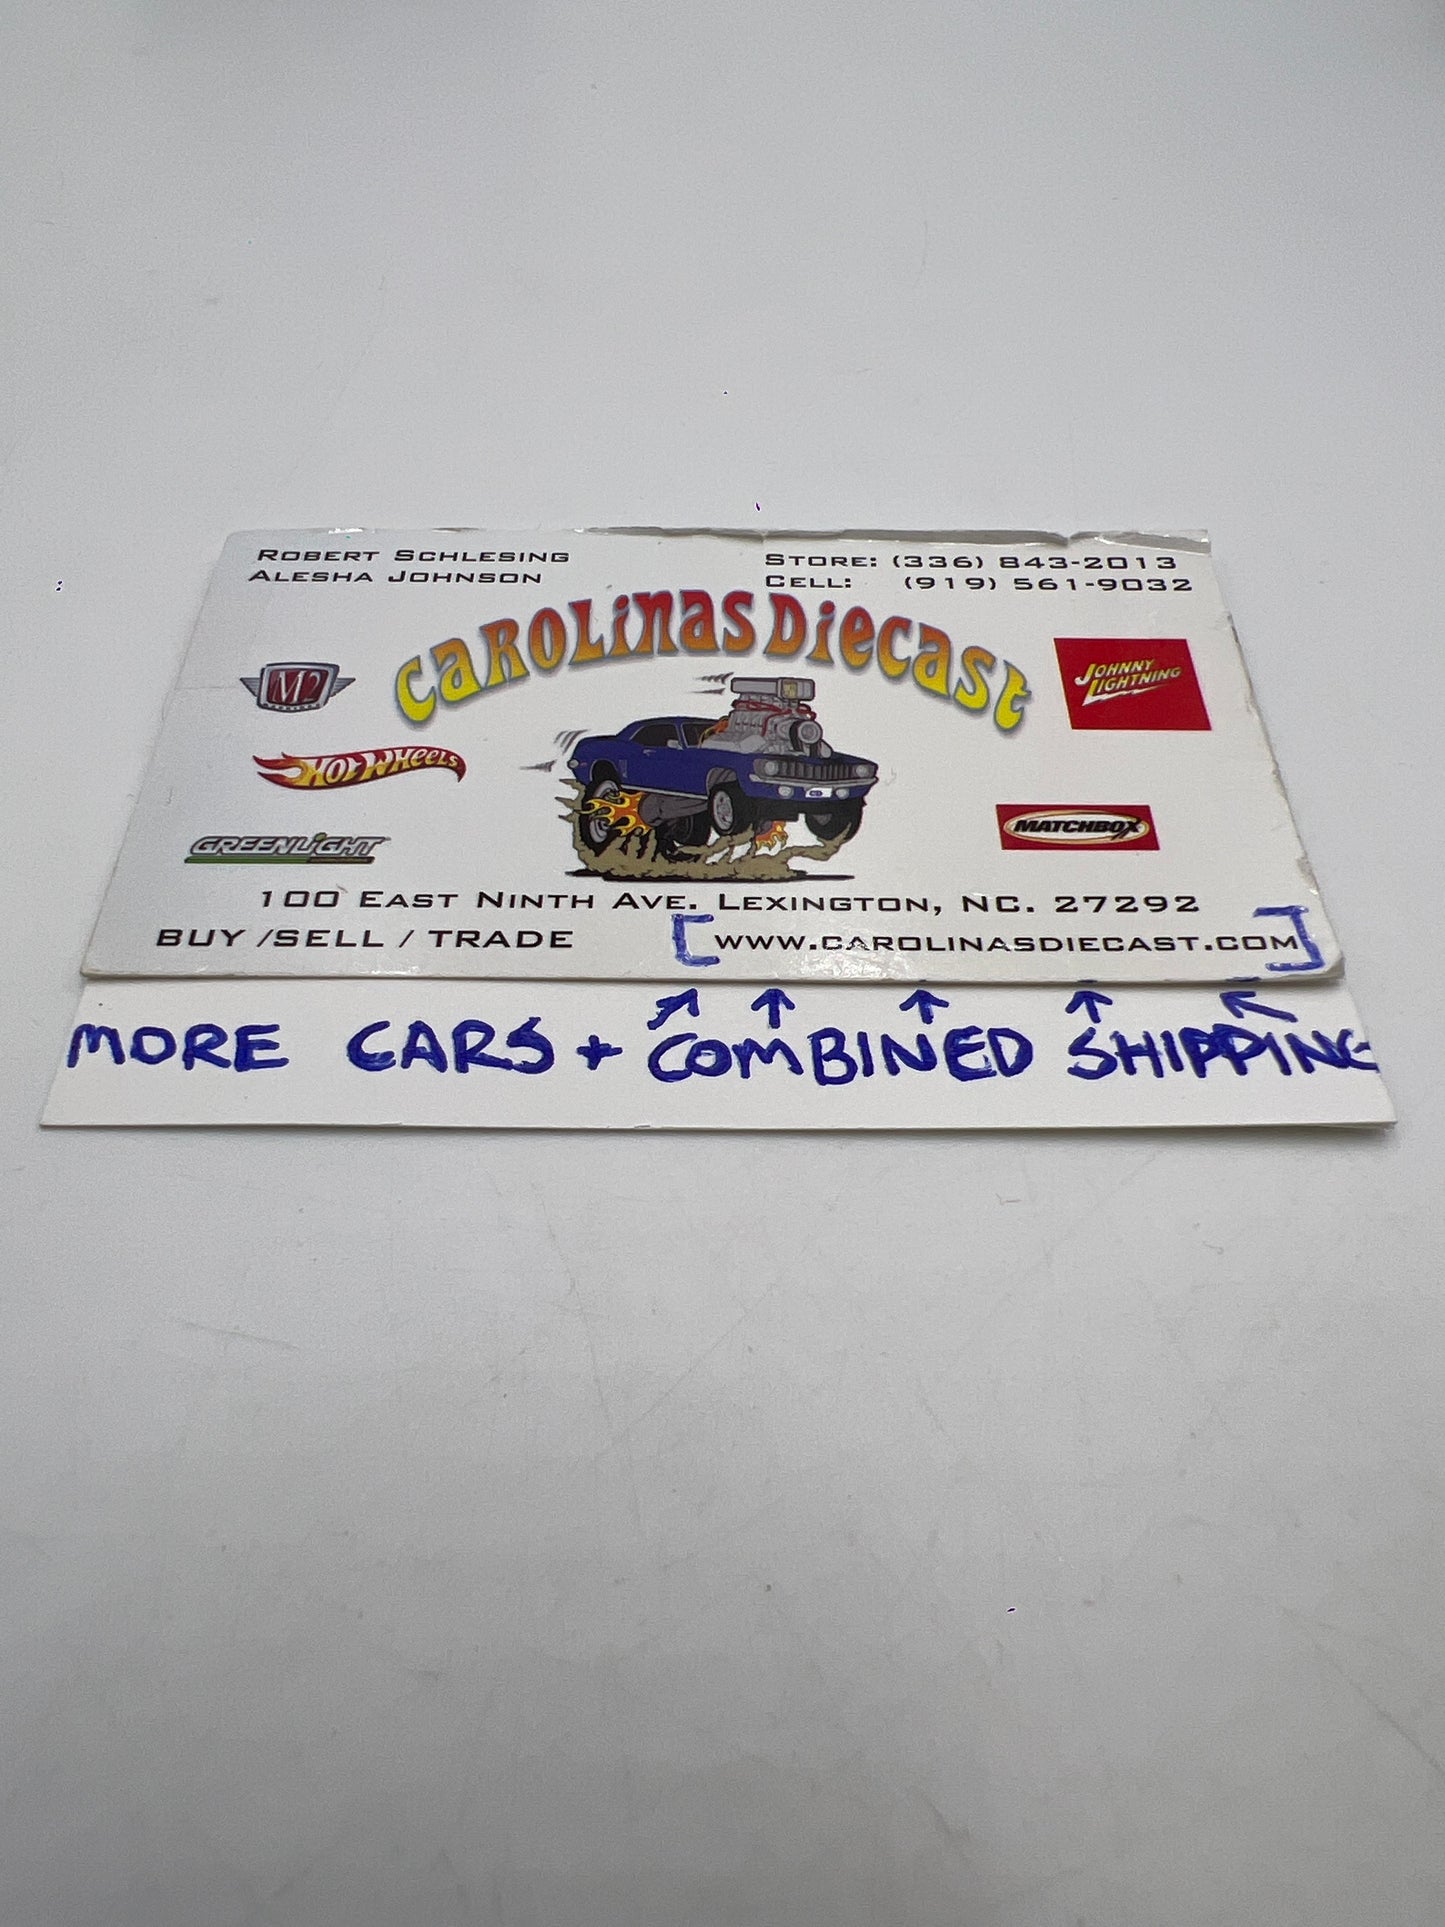 ROBERT SCHLESING
ALESHA JOHNSON
STORE: (336) 843-2013
CELL: (919) 561-9032
CAROLINAS DIECAST
M2
JOHNNY LIGHTNING
HOT WHEELS
MATCHBOX
GREENLIGHT
100 EAST NINTH AVE. LEXINGTON, NC. 27292
BUY /SELL / TRADE [WWW.CAROLINASDIECAST.COM]
MORE CARS + COMBINED SHIPPING